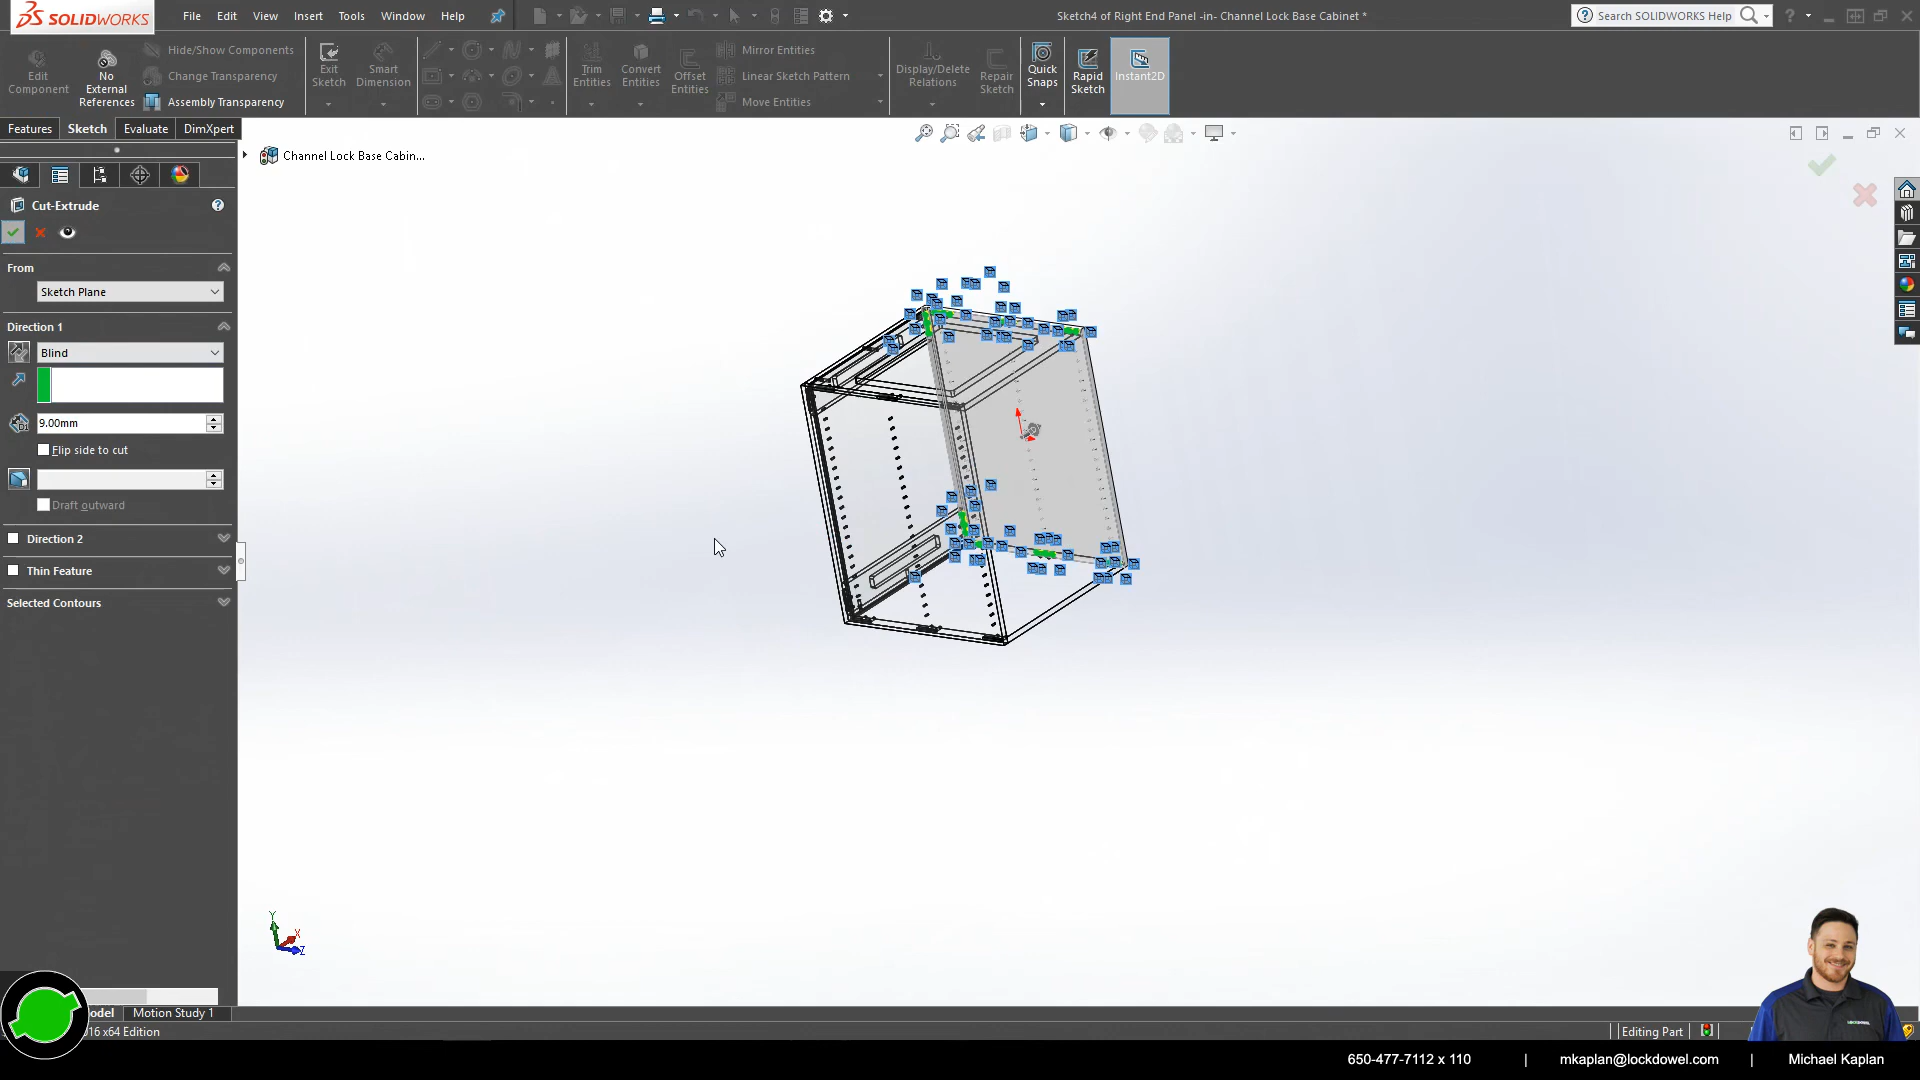 SOLIDWORKS
File Edit View Insert Tools Window Help
Sketch4 of Right End Panel -in- Channel Lock Base Cabinet *
Search SOLIDWORKS Help
Edit Component
No External References
Hide/Show Components
Change Transparency
Assembly Transparency
Exit Sketch
Smart Dimension
Trim Entities
Convert Entities
Offset Entities
Mirror Entities
Linear Sketch Pattern
Move Entities
Display/Delete Relations
Repair Sketch
Quick Snaps
Rapid Sketch
Instant2D
Features Sketch Evaluate DimXpert
Channel Lock Base Cabin...
Cut-Extrude
From
Sketch Plane
Direction 1
Blind
9.00mm
Flip side to cut
Draft outward
Direction 2
Thin Feature
Selected Contours
Y
X
Z
odel Motion Study 1
16 x64 Edition
Editing Part
650-477-7112 x 110 | mkaplan@lockdowel.com | Michael Kaplan